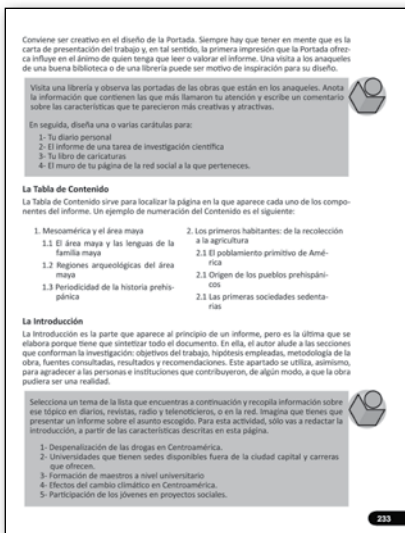 Conviene ser creativo en el diseño de la Portada. Siempre hay que tener en mente que es la
carta de presentación del trabajo y, en tal sentido, la primera impresión que la Portada ofrez-
ca influye en el ánimo de quien tenga que leer o valorar el informe. Una visita a los anaqueles
de una buena biblioteca o de una librería puede ser motivo de inspiración para su diseño.
Visita una librería y observa las portadas de las obras que están en los anaqueles. Anota
la información que contienen las que más llamaron tu atención y escribe un comentario
sobre las características que te parecieron más creativas y atractivas.
En seguida, diseña una o varias carátulas para:
1- Tu diario personal
2- El informe de una tarea de investigación científica
3- Tu libro de caricaturas
4- El muro de tu página de la red social a la que perteneces.
La Tabla de Contenido
La Tabla de Contenido sirve para localizar la página en la que aparece cada uno de los compo-
nentes del informe. Un ejemplo de numeración del Contenido es el siguiente:
1. Mesoamérica y el área maya
1.1 El área maya y las lenguas de la
familia maya
1.2 Regiones arqueológicas del área
maya
1.3 Periodicidad de la historia prehis-
pánica
2. Los primeros habitantes: de la recolección
a la agricultura
2.1 El poblamiento primitivo de Amé-
rica
2.1 Origen de los pueblos prehispáni-
cos
2.1 Las primeras sociedades sedenta-
rias
La Introducción
La Introducción es la parte que aparece al principio de un informe, pero es la última que se
elabora porque tiene que sintetizar todo el documento. En ella, el autor alude a las secciones
que conforman la investigación: objetivos del trabajo, hipótesis empleadas, metodología de la
obra, fuentes consultadas, resultados y recomendaciones. Este apartado se utiliza, asimismo,
para agradecer a las personas e instituciones que contribuyeron, de algún modo, a que la obra
pudiera ser una realidad.
Selecciona un tema de la lista que encuentras a continuación y recopila información sobre
ese tópico en diarios, revistas, radio y telenoticieros, o en la red. Imagina que tienes que
presentar un informe sobre el asunto escogido. Para esta actividad, sólo vas a redactar la
introducción, a partir de las características descritas en esta página.
1- Despenalización de las drogas en Centroamérica.
2- Universidades que tienen sedes disponibles fuera de la ciudad capital y carreras
que ofrecen.
3- Formación de maestros a nivel universitario
4- Efectos del cambio climático en Centroamérica.
5- Participación de los jóvenes en proyectos sociales.
233